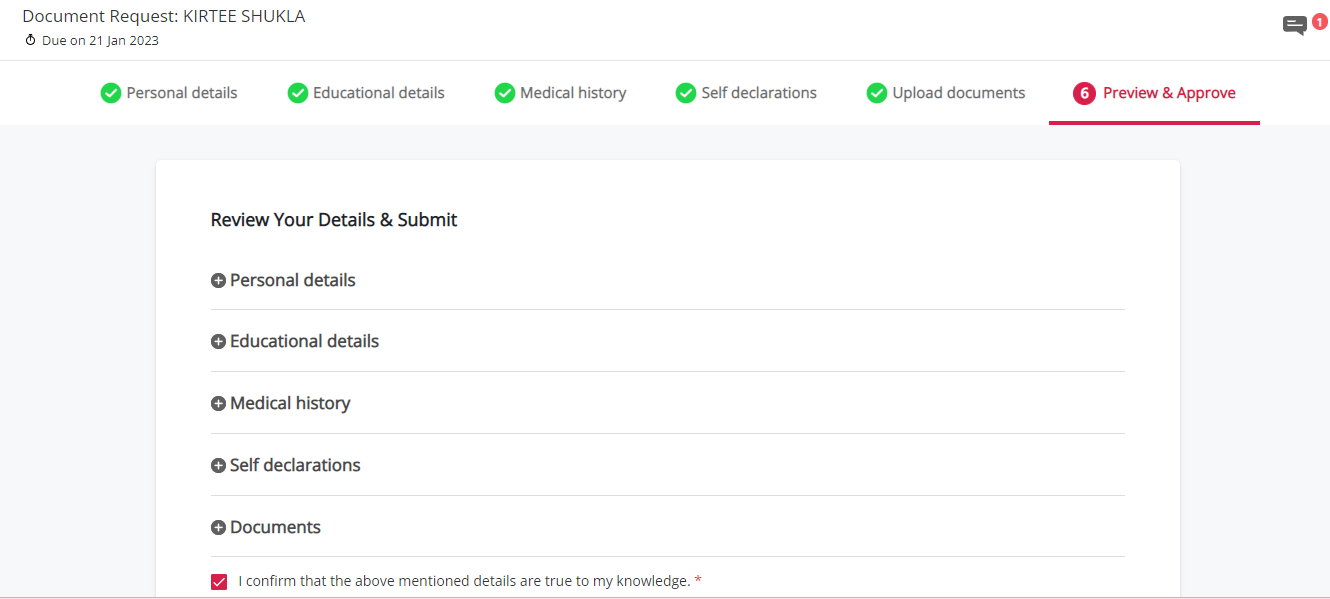 Document Request: KIRTEE SHUKLA
Due on 21 Jan 2023
1
Personal details
Educational details
Medical history
Self declarations
Upload documents
6 Preview & Approve
Review Your Details & Submit
Personal details
Educational details
Medical history
Self declarations
Documents
I confirm that the above mentioned details are true to my knowledge. *